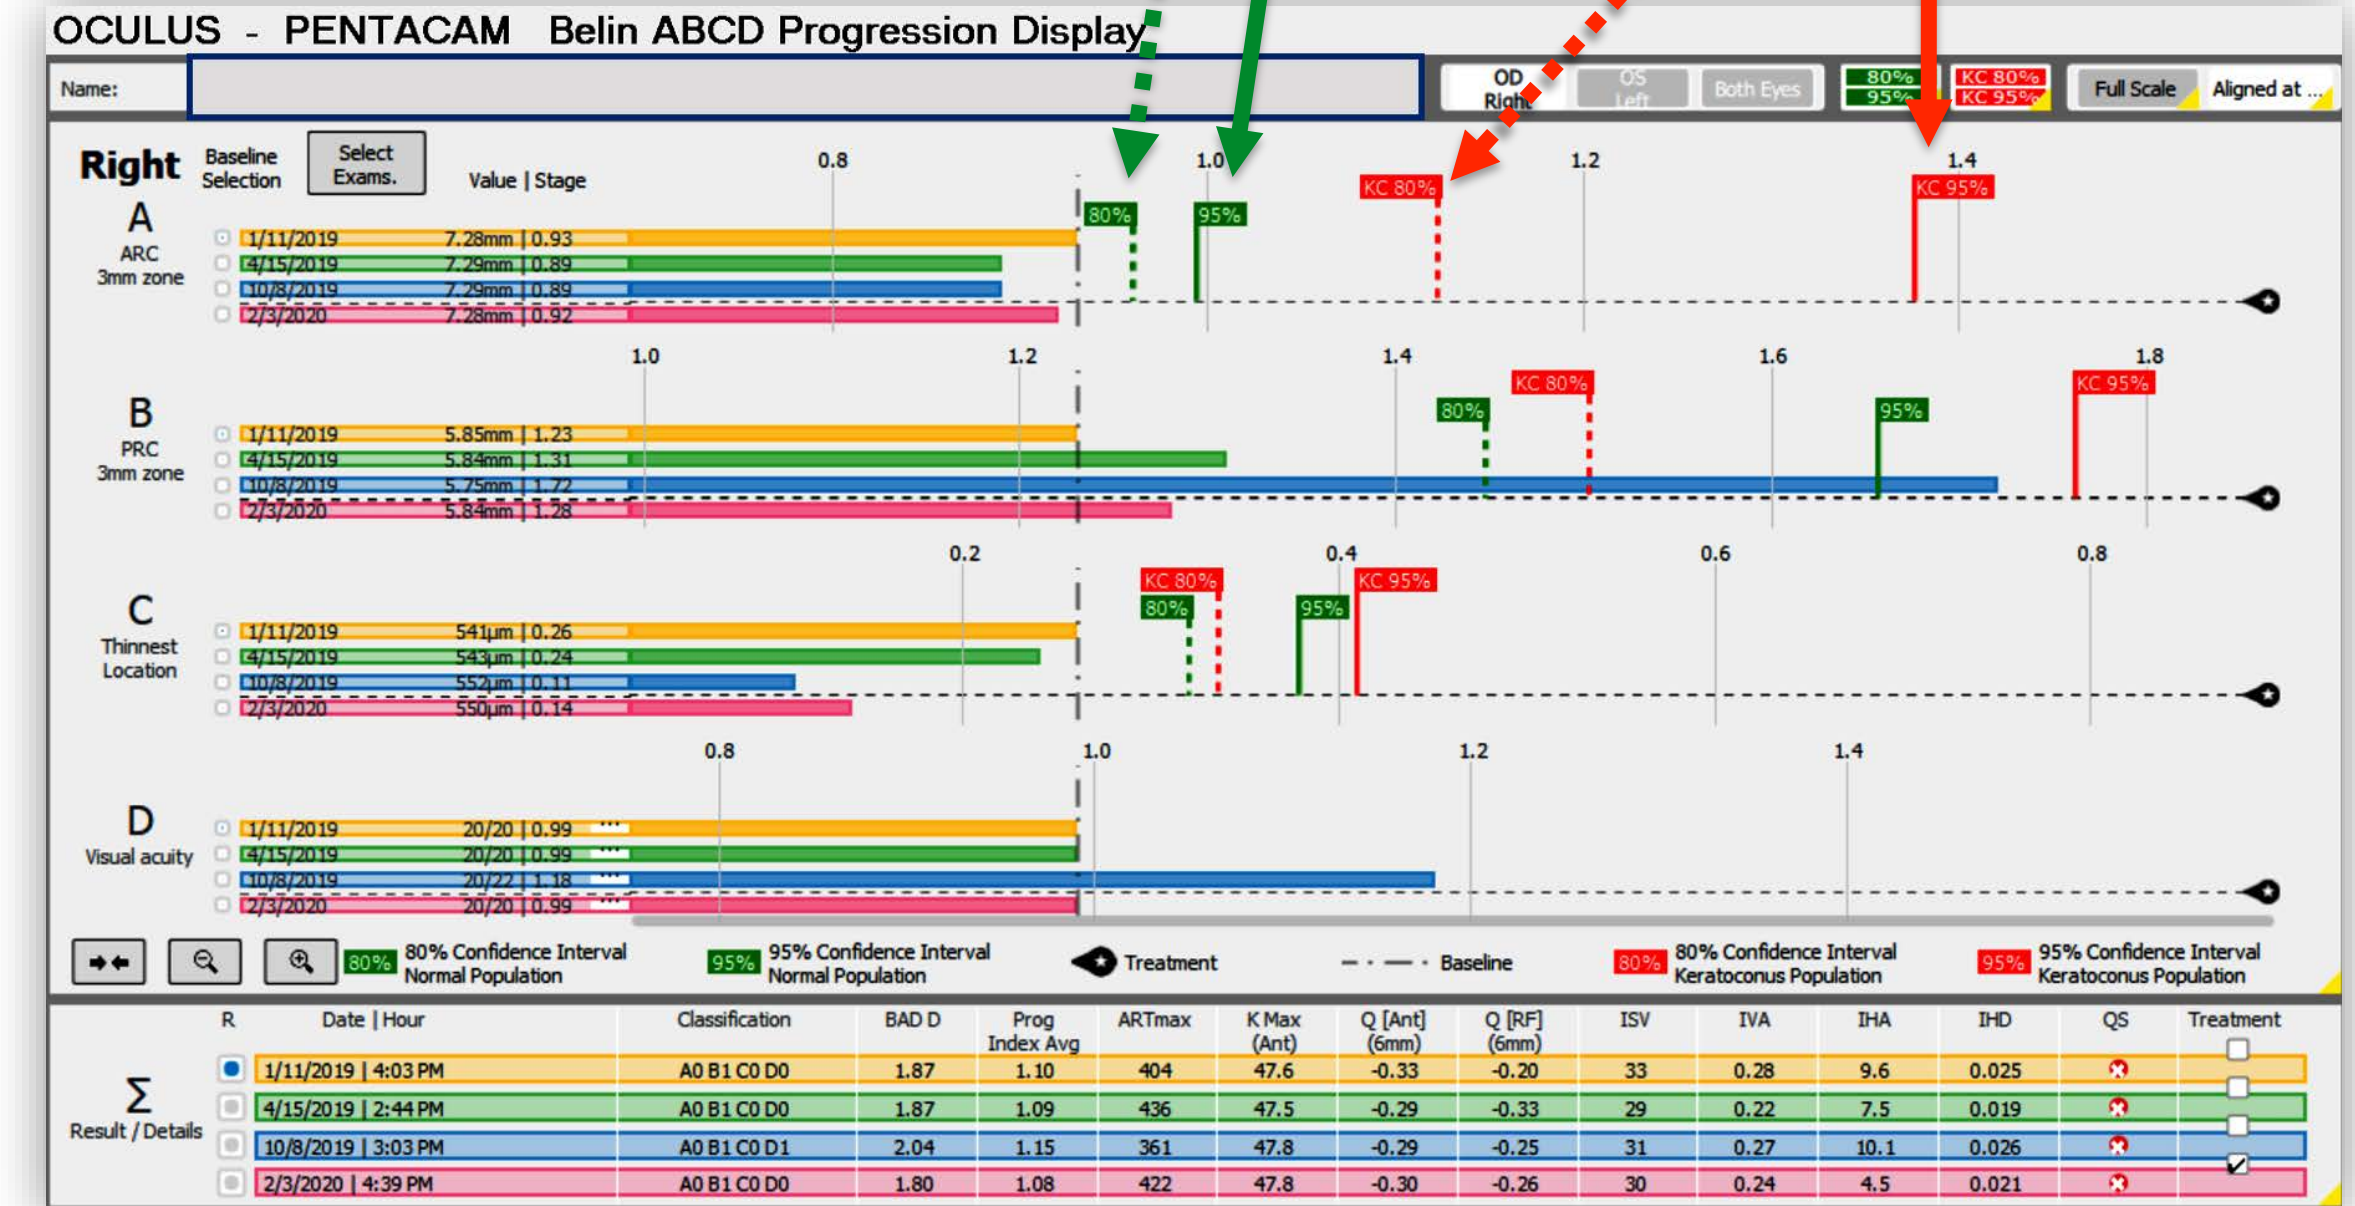 OCULUS - PENTACAM Belin ABCD Progression Display
Name:
OD Right
OS Left
Both Eyes
80%
95%
KC 80%
KC 95%
Full Scale
Aligned at ...
Right
Baseline Selection
Select Exams.
Value | Stage
0.8 1.0 1.2 1.4
KC 80% KC 95%
80% 95%
A
ARC
3mm zone
1/11/2019 7.28mm | 0.93
4/15/2019 7.29mm | 0.89
10/8/2019 7.29mm | 0.89
2/3/2020 7.28mm | 0.92
1.0 1.2 1.4 1.6 1.8
KC 80% KC 95%
80% 95%
B
PRC
3mm zone
1/11/2019 5.85mm | 1.23
4/15/2019 5.84mm | 1.31
10/8/2019 5.75mm | 1.72
2/3/2020 5.84mm | 1.28
0.2 0.4 0.6 0.8
KC 80% KC 95%
80% 95%
C
Thinnest
Location
1/11/2019 541µm | 0.26
4/15/2019 543µm | 0.24
10/8/2019 552µm | 0.11
2/3/2020 550µm | 0.14
0.8 1.0 1.2 1.4
D
Visual acuity
1/11/2019 20/20 | 0.99 ...
4/15/2019 20/20 | 0.99 ...
10/8/2019 20/22 | 1.18 ...
2/3/2020 20/20 | 0.99 ...
80% 80% Confidence Interval Normal Population
95% 95% Confidence Interval Normal Population
Treatment
Baseline
80% 80% Confidence Interval Keratoconus Population
95% 95% Confidence Interval Keratoconus Population
R Date | Hour Classification BAD D Prog Index Avg ARTmax K Max (Ant) Q [Ant] (6mm) Q [RF] (6mm) ISV IVA IHA IHD QS Treatment
Σ
Result / Details
1/11/2019 | 4:03 PM A0 B1 C0 D0 1.87 1.10 404 47.6 -0.33 -0.20 33 0.28 9.6 0.025
4/15/2019 | 2:44 PM A0 B1 C0 D0 1.87 1.09 436 47.5 -0.29 -0.33 29 0.22 7.5 0.019
10/8/2019 | 3:03 PM A0 B1 C0 D1 2.04 1.15 361 47.8 -0.29 -0.25 31 0.27 10.1 0.026
2/3/2020 | 4:39 PM A0 B1 C0 D0 1.80 1.08 422 47.8 -0.30 -0.26 30 0.24 4.5 0.021